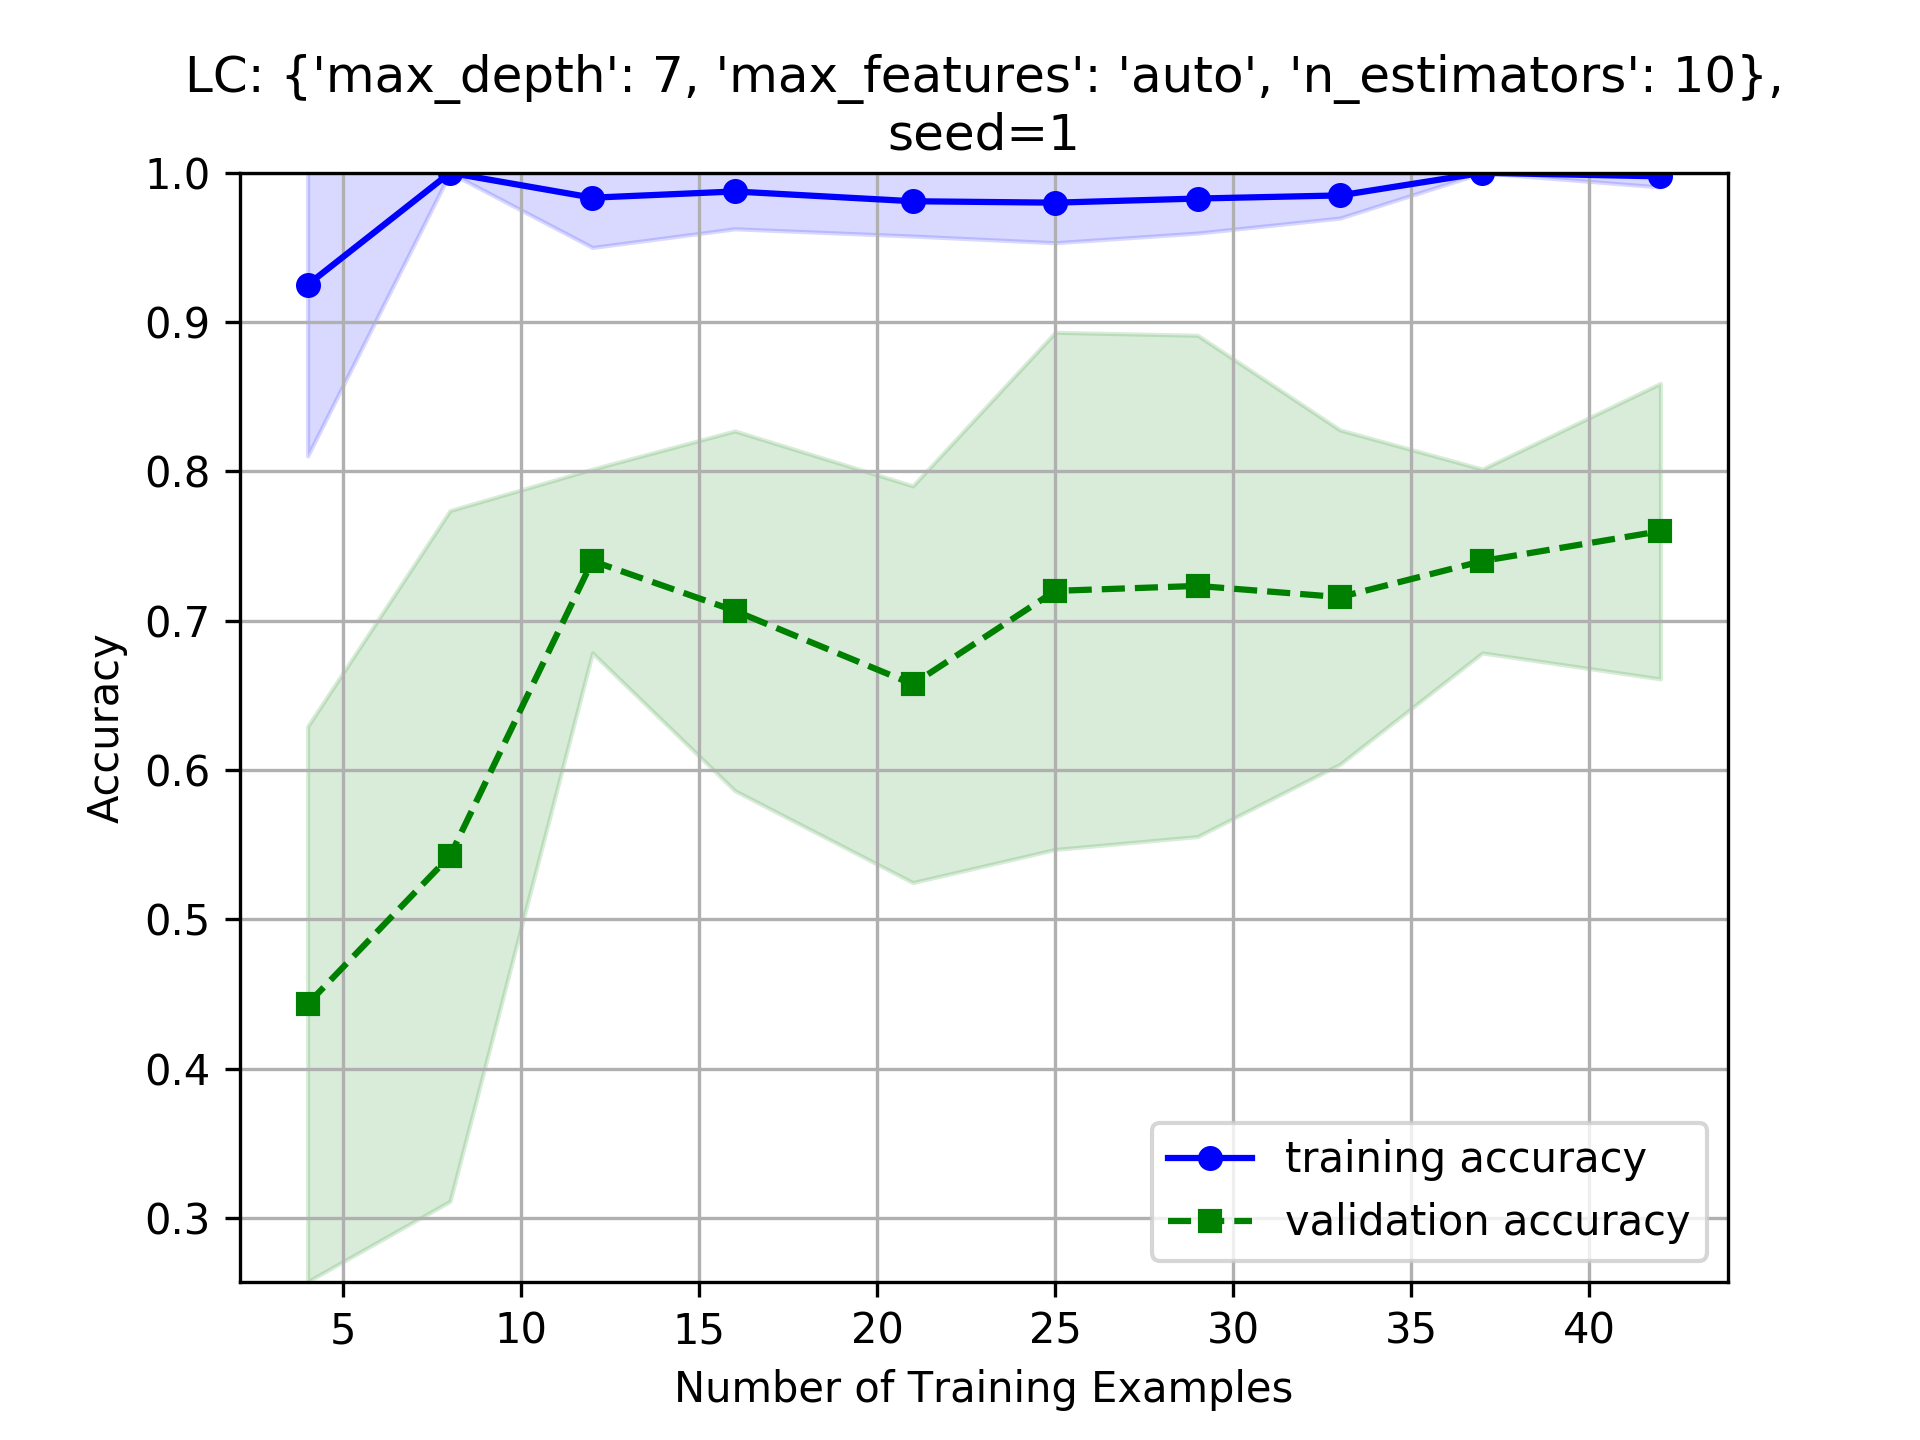 LC: {'max_depth': 7, 'max_features': 'auto', 'n_estimators': 10},
seed=1
1.0
0.9
0.8
0.7
0.6
0.5
0.4
0.3
Accuracy
training accuracy
validation accuracy
5 10 15 20 25 30 35 40
Number of Training Examples